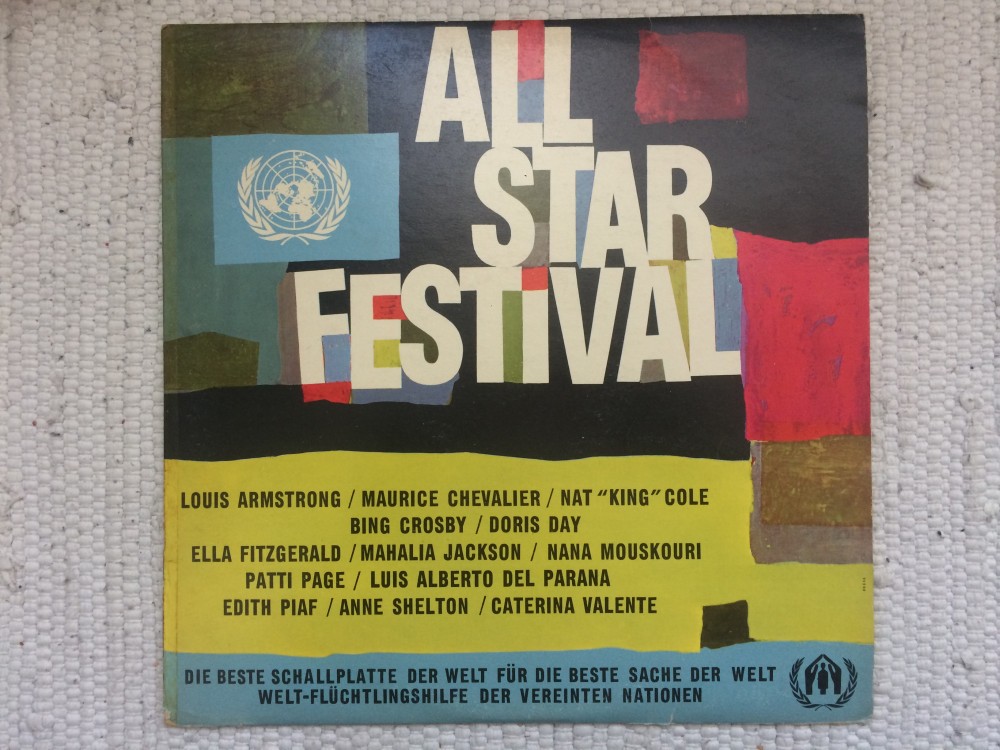 ALL
STAR
FESTiVAL
LOUIS ARMSTRONG / MAURICE CHEVALIER / NAT "KING" COLE
BING CROSBY / DORIS DAY
ELLA FITZGERALD / MAHALIA JACKSON / NANA MOUSKOURI
PATTI PAGE / LUIS ALBERTO DEL PARANA
EDITH PIAF / ANNE SHELTON / CATERINA VALENTE
DIE BESTE SCHALLPLATTE DER WELT FÜR DIE BESTE SACHE DER WELT
WELT-FLÜCHTLINGSHILFE DER VEREINTEN NATIONEN